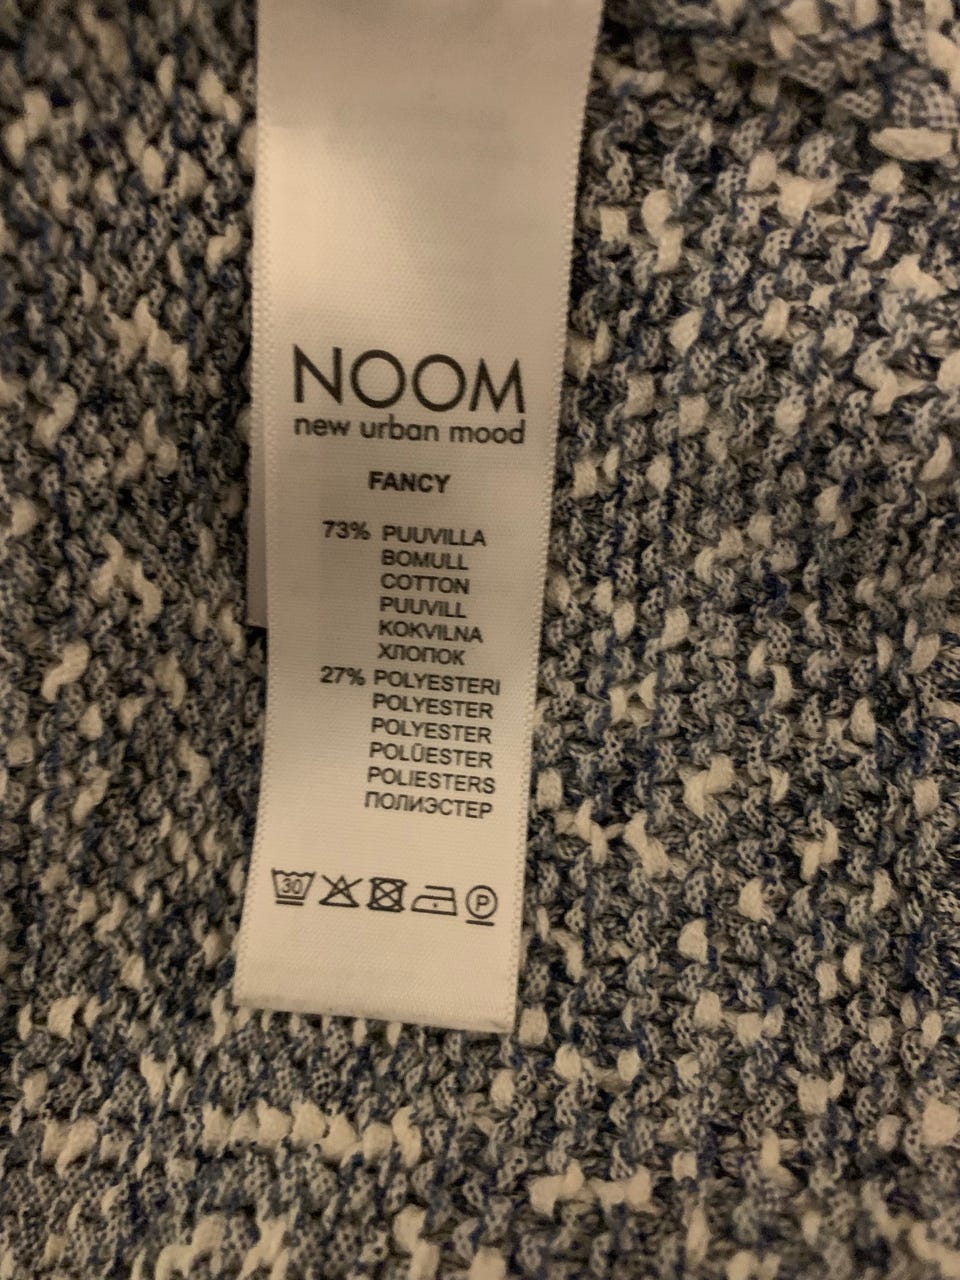 NOOM
new urban mood
FANCY
73% PUUVILLA
BOMULL
COTTON
PUUVILL
KOKVILNA
ХЛОПОК
27% POLYESTERI
POLYESTER
POLYESTER
POLÜESTER
POLIESTERS
ПОЛИЭСТЕР
30 P